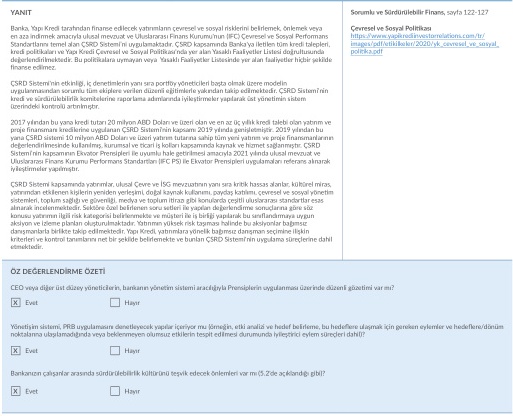 YANIT
Banka, Yapı Kredi tarafından finanse edilecek yatırımların çevresel ve sosyal risklerini belirlemek, önlemek veya
en aza indirmek amacıyla ulusal mevzuat ve Uluslararası Finans Kurumu'nun (IFC) Çevresel ve Sosyal Performans
Standartlarını temel alan ÇSRD Sistemi'ni uygulamaktadır. ÇSRD kapsamında Banka'ya iletilen tüm kredi talepleri,
kredi politikaları ve Yapı Kredi Çevresel ve Sosyal Politikası'nda yer alan Yasaklı Faaliyetler Listesi doğrultusunda
değerlendirilmektedir. Bu politikalara uymayan veya Yasaklı Faaliyetler Listesinde yer alan faaliyetler hiçbir şekilde
finanse edilmez.
ÇSRD Sistemi'nin etkinliği, iç denetimlerin yanı sıra portföy yöneticileri başta olmak üzere modelin
uygulanmasından sorumlu tüm ekiplere verilen düzenli eğitimlerle yakından takip edilmektedir. ÇSRD Sistemi'nin
kredi ve sürdürülebilirlik komitelerine raporlama adımlarında iyileştirmeler yapılarak üst yönetimin sistem
üzerindeki kontrolü artırılmıştır.
2017 yılından bu yana kredi tutarı 20 milyon ABD Doları ve üzeri olan ve en az üç yıllık kredi talebi olan yatırım ve
proje finansmanı kredilerine uygulanan ÇSRD Sistemi'nin kapsamı 2019 yılında genişletmiştir. 2019 yılından bu
yana ÇSRD sistemi 10 milyon ABD Doları ve üzeri yatırım tutarına sahip tüm yeni yatırım ve proje finansmanlarının
değerlendirilmesinde kullanılmış, kurumsal ve ticari iş kolları kapsamında kaynak ve hizmet sağlanmıştır. ÇSRD
Sistemi'nin kapsamının Ekvator Prensipleri ile uyumlu hale getirilmesi amacıyla 2021 yılında ulusal mevzuat ve
Uluslararası Finans Kurumu Performans Standartları (IFC PS) ile Ekvator Prensipleri uygulamaları referans alınarak
iyileştirmeler yapılmıştır.
ÇSRD Sistemi kapsamında yatırımlar, ulusal Çevre ve İSG mevzuatının yanı sıra kritik hassas alanlar, kültürel miras,
yatırımdan etkilenen kişilerin yeniden yerleşimi, doğal kaynak kullanımı, paydaş katılımı, çevresel ve sosyal yönetim
sistemleri, toplum sağlığı ve güvenliği, medya ve toplum itirazı gibi konularda çeşitli uluslararası standartlar esas
alınarak incelenmektedir. Sektöre özel belirlenen soru setleri ile yapılan değerlendirme sonuçlarına göre söz
konusu yatırımın ilgili risk kategorisi belirlenmekte ve müşteri ile iş birliği yapılarak bu sınıflandırmaya uygun
aksiyon ve izleme planları oluşturulmaktadır. Yatırımın yüksek risk taşıması halinde bu aksiyonlar bağımsız
danışmanlarla birlikte takip edilmektedir. Yapı Kredi, yatırımlara yönelik bağımsız danışman seçimine ilişkin
kriterleri ve kontrol tanımlarını net bir şekilde belirlemekte ve bunları ÇSRD Sistemi'nin uygulama süreçlerine dahil
etmektedir.
Sorumlu ve Sürdürülebilir Finans, sayfa 122-127
Çevresel ve Sosyal Politikası
https://www.yapikrediinvestorrelations.com/tr/
images/pdf/etikilkeler/2020/yk_cevresel_ve_sosyal_
politika.pdf
ÖZ DEĞERLENDİRME ÖZETİ
CEO veya diğer üst düzey yöneticilerin, bankanın yönetim sistemi aracılığıyla Prensiplerin uygulanması üzerinde düzenli gözetimi var mı?
X Evet Hayır
Yönetişim sistemi, PRB uygulamasını denetleyecek yapılar içeriyor mu (örneğin, etki analizi ve hedef belirleme, bu hedeflere ulaşmak için gereken eylemler ve hedeflere/dönüm
noktalarına ulaşılamadığında veya beklenmeyen olumsuz etkilerin tespit edilmesi durumunda iyileştirici eylem süreçleri dahil)?
X Evet Hayır
Bankanızın çalışanlar arasında sürdürülebilirlik kültürünü teşvik edecek önlemleri var mı (5.2'de açıklandığı gibi)?
X Evet Hayır